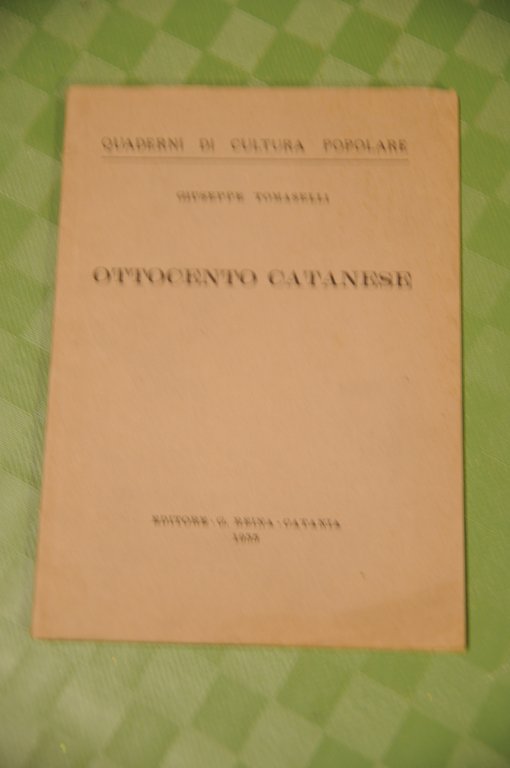 QUADERNI DI CULTURA POPOLARE
GIUSEPPE TOMASELLI
OTTOCENTO CATANESE
EDITORE - G. REINA - CATANIA